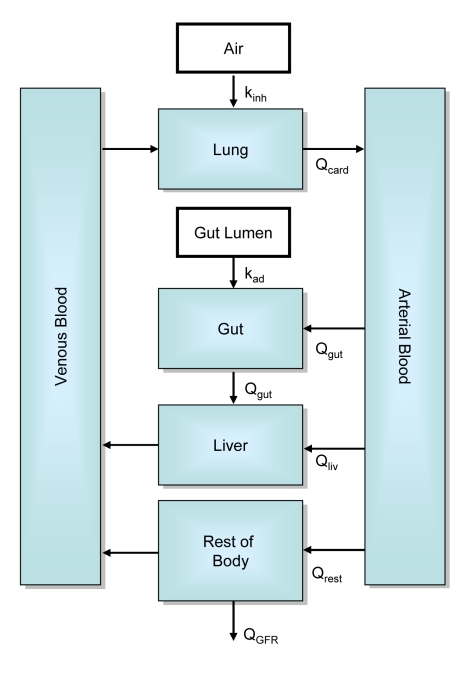 Air
k_inh
Lung
Q_card
Gut Lumen
k_ad
Venous Blood
Arterial Blood
Gut
Q_gut
Q_gut
Liver
Q_liv
Rest of
Body
Q_rest
Q_GFR